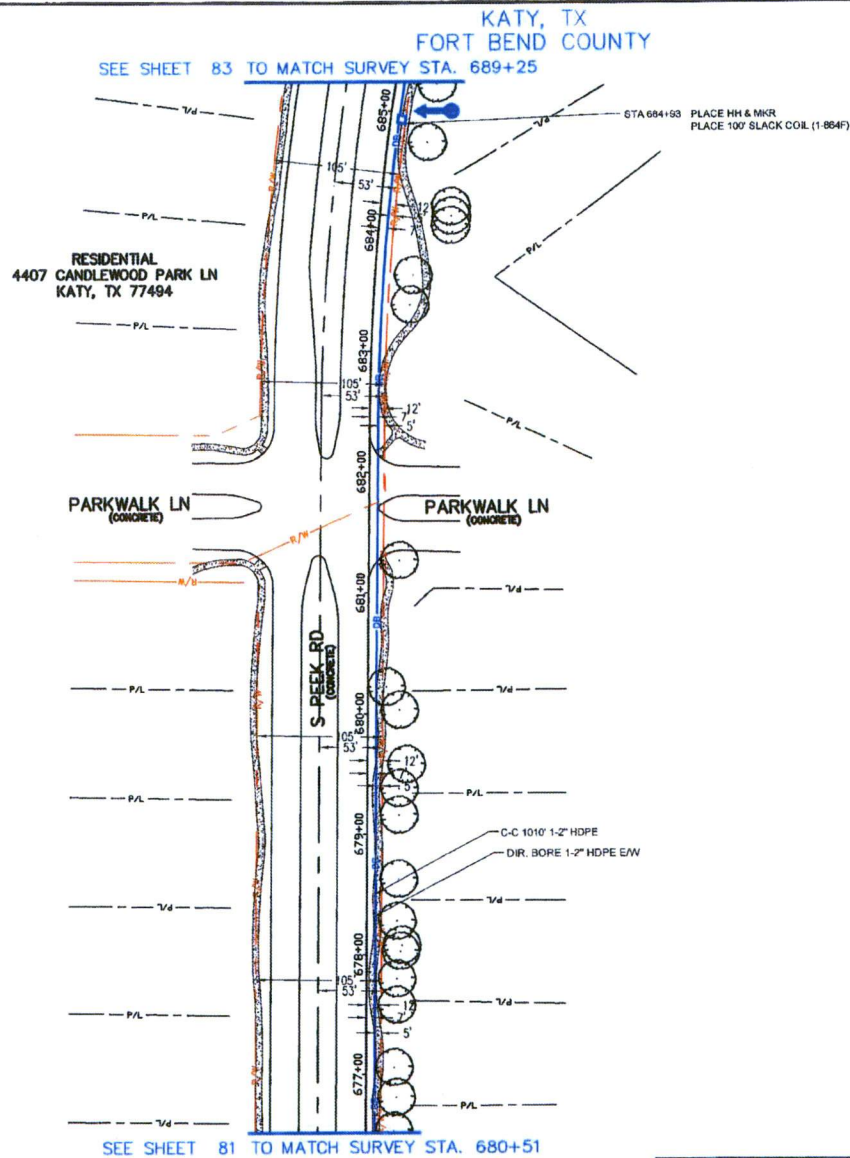 KATY, TX
FORT BEND COUNTY
SEE SHEET 83 TO MATCH SURVEY STA. 689+25
P/L
685+00
DB
STA 684+93 PLACE HH & MKR
PLACE 100' SLACK COIL (1-864F)
P/L
R/W
105'
53'
R/W
12'
7'
P/L
684+00
P/L
RESIDENTIAL
4407 CANDLEWOOD PARK LN
KATY, TX 77494
P/L
683+00
R/W
105'
53'
12'
7'
5'
P/L
682+00
PARKWALK LN
(CONCRETE)
PARKWALK LN
(CONCRETE)
R/W
R/W
681+00
P/L
DB
S PEEK RD
(CONCRETE)
P/L
P/L
R/W
680+00
105'
53'
12'
5'
P/L
P/L
679+00
C-C 1010' 1-2" HDPE
DIR. BORE 1-2" HDPE E/W
DB
R/W
P/L
P/L
678+00
105'
53'
12'
7'
5'
P/L
P/L
677+00
R/W
P/L
P/L
SEE SHEET 81 TO MATCH SURVEY STA. 680+51